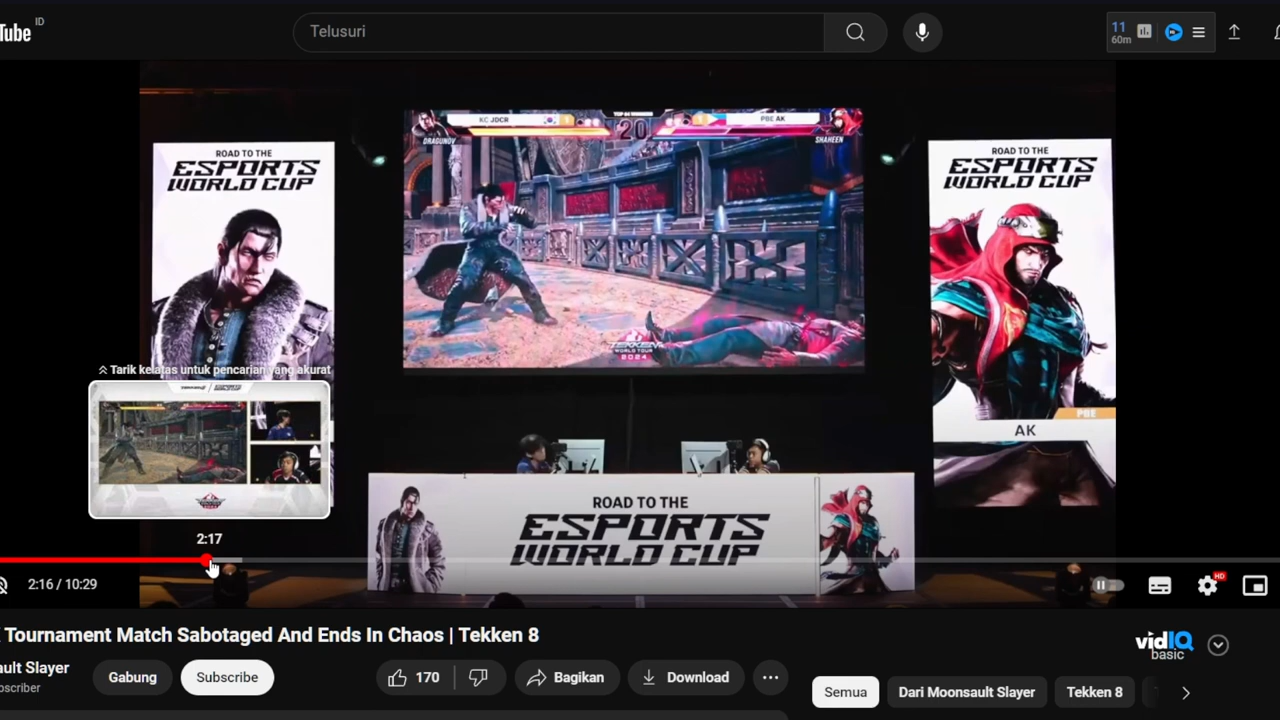 Tube ID
Telusuri
11
60m
KC JDCR
20
PBE AK
DRAGUNOV
SHAHEEN
ROAD TO THE
ESPORTS
WORLD CUP
ROAD TO THE
ESPORTS
WORLD CUP
TEKKEN
WORLD TOUR
2024
PBE
AK
Tarik ke atas untuk pencarian yang akurat
ROAD TO THE
ESPORTS
WORLD CUP
2:17
2:16 / 10:29
HD
Tournament Match Sabotaged And Ends In Chaos | Tekken 8
vidIQ
basic
ault Slayer
bscriber
Gabung
Subscribe
170
Bagikan
Download
Semua
Dari Moonsault Slayer
Tekken 8